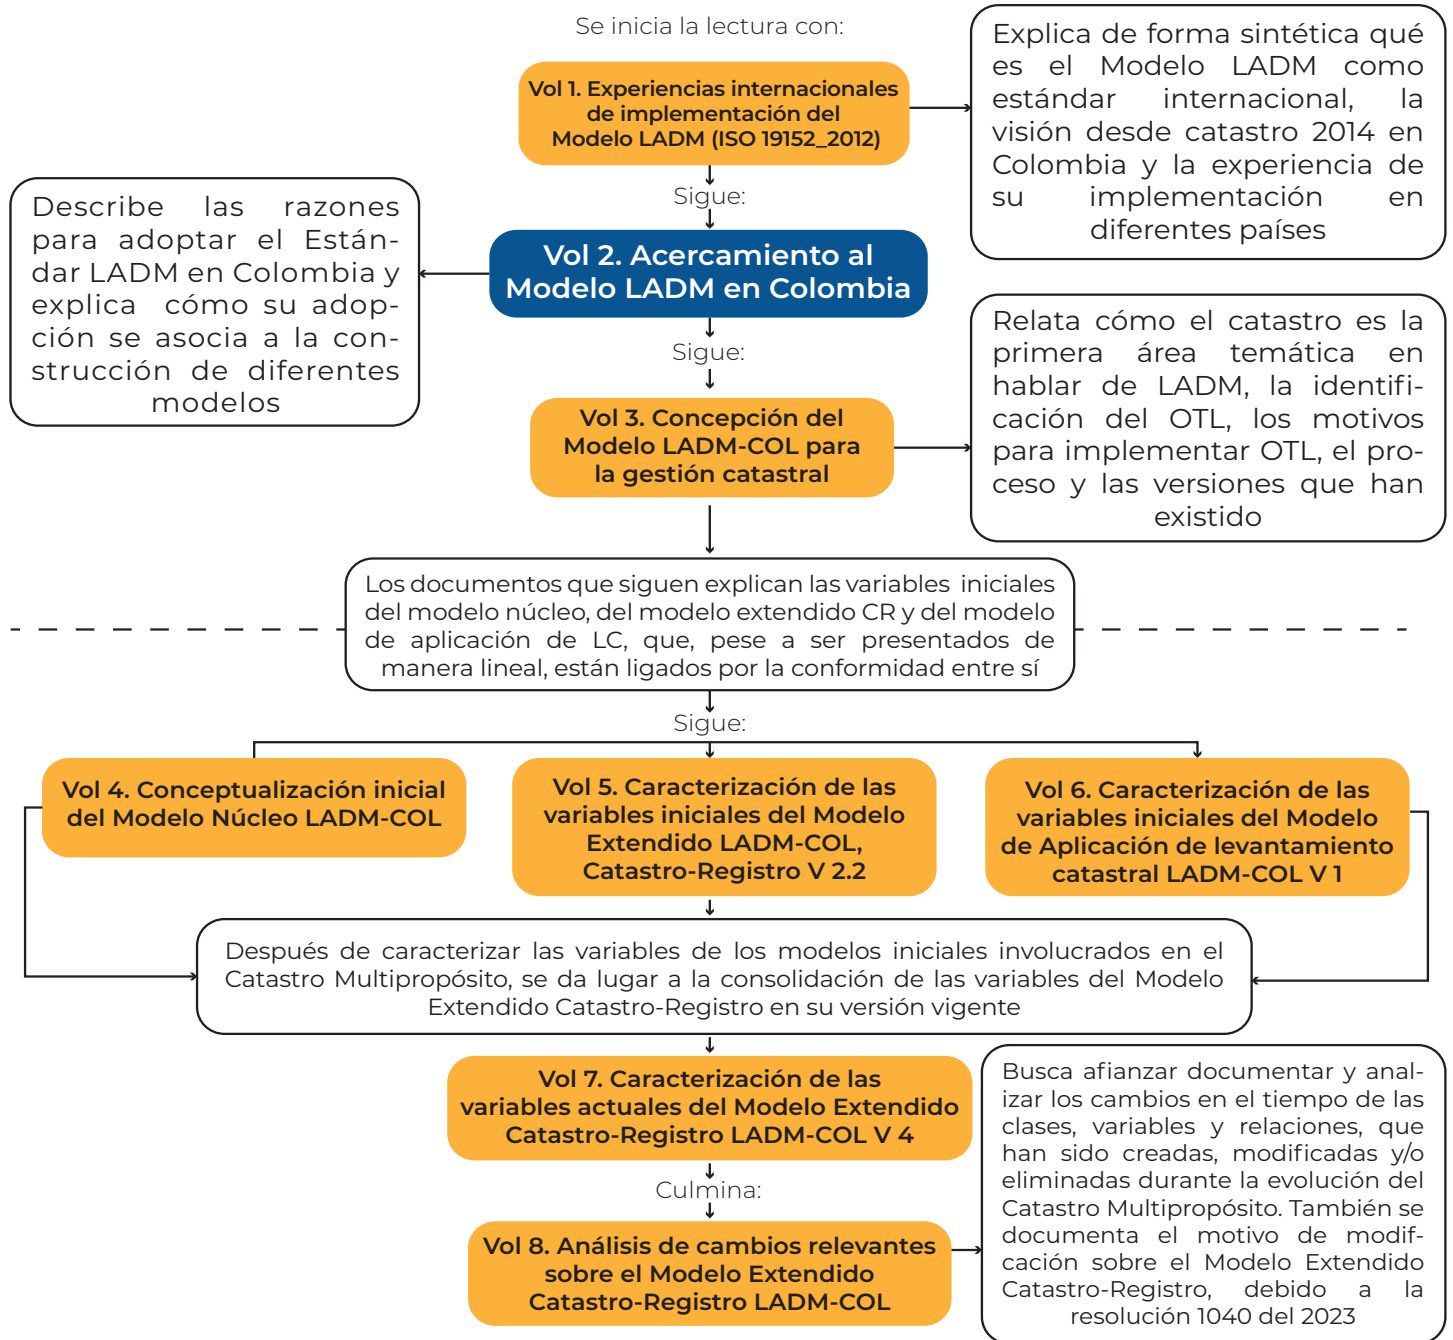 Se inicia la lectura con:
Vol 1. Experiencias internacionales
de implementación del
Modelo LADM (ISO 19152_2012)
Explica de forma sintética qué
es el Modelo LADM como
estándar internacional, la
visión desde catastro 2014 en
Colombia y la experiencia de
su implementación en
diferentes países
Sigue:
Vol 2. Acercamiento al
Modelo LADM en Colombia
Describe las razones
para adoptar el Están-
dar LADM en Colombia y
explica cómo su adop-
ción se asocia a la con-
strucción de diferentes
modelos
Sigue:
Vol 3. Concepción del
Modelo LADM-COL para
la gestión catastral
Relata cómo el catastro es la
primera área temática en
hablar de LADM, la identifi-
cación del OTL, los motivos
para implementar OTL, el pro-
ceso y las versiones que han
existido
Los documentos que siguen explican las variables iniciales
del modelo núcleo, del modelo extendido CR y del modelo
de aplicación de LC, que, pese a ser presentados de
manera lineal, están ligados por la conformidad entre sí
Sigue:
Vol 4. Conceptualización inicial
del Modelo Núcleo LADM-COL
Vol 5. Caracterización de las
variables iniciales del Modelo
Extendido LADM-COL,
Catastro-Registro V 2.2
Vol 6. Caracterización de las
variables iniciales del Modelo
de Aplicación de levantamiento
catastral LADM-COL V 1
Después de caracterizar las variables de los modelos iniciales involucrados en el
Catastro Multipropósito, se da lugar a la consolidación de las variables del Modelo
Extendido Catastro-Registro en su versión vigente
Vol 7. Caracterización de las
variables actuales del Modelo Extendido
Catastro-Registro LADM-COL V 4
Culmina:
Vol 8. Análisis de cambios relevantes
sobre el Modelo Extendido
Catastro-Registro LADM-COL
Busca afianzar documentar y anal-
izar los cambios en el tiempo de las
clases, variables y relaciones, que
han sido creadas, modificadas y/o
eliminadas durante la evolución del
Catastro Multipropósito. También se
documenta el motivo de modif-
cación sobre el Modelo Extendido
Catastro-Registro, debido a la
resolución 1040 del 2023